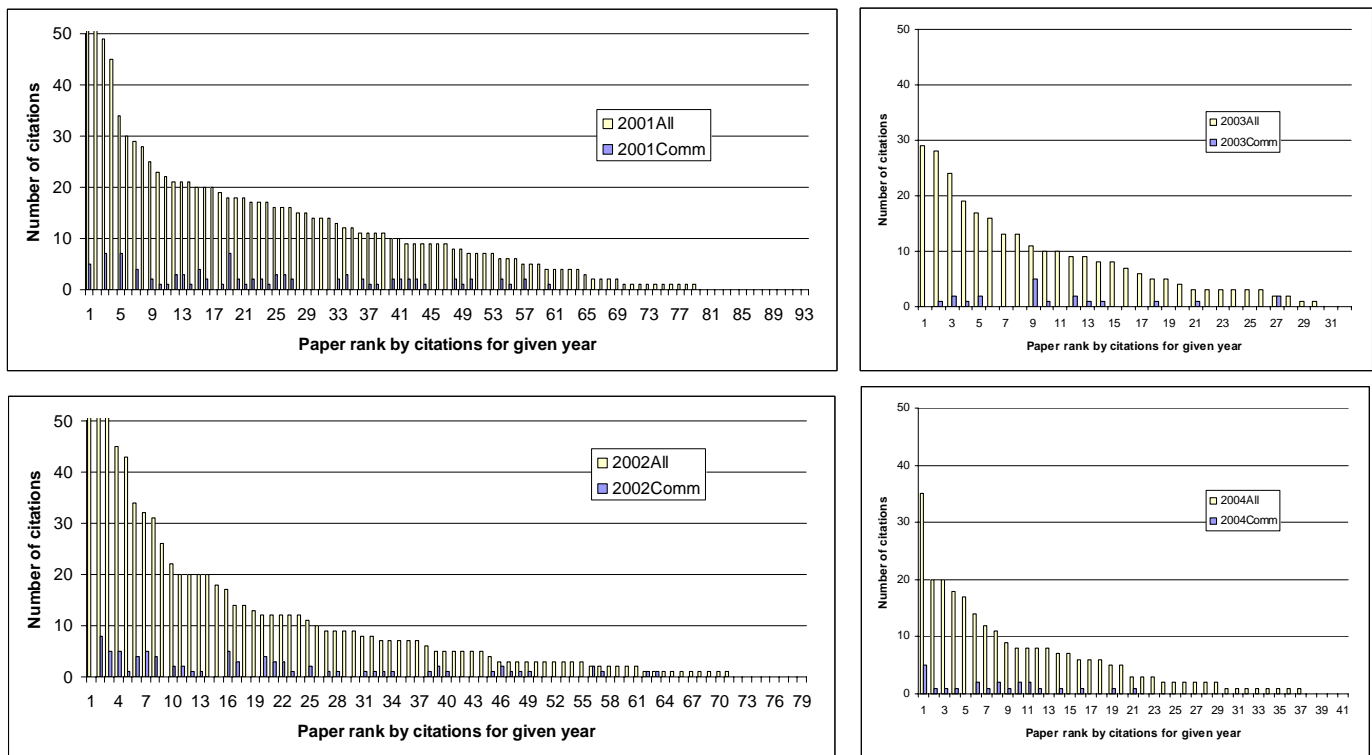 50
40
30
20
10
0
Number of citations
2001All
2001Comm
1 5 9 13 17 21 25 29 33 37 41 45 49 53 57 61 65 69 73 77 81 85 89 93
Paper rank by citations for given year
50
40
30
20
10
0
Number of citations
2003All
2003Comm
1 3 5 7 9 11 13 15 17 19 21 23 25 27 29 31
Paper rank by citations for given year
50
40
30
20
10
0
Number of citations
2002All
2002Comm
1 4 7 10 13 16 19 22 25 28 31 34 37 40 43 46 49 52 55 58 61 64 67 70 73 76 79
Paper rank by citations for given year
50
40
30
20
10
0
Number of citations
2004All
2004Comm
1 3 5 7 9 11 13 15 17 19 21 23 25 27 29 31 33 35 37 39 41
Paper rank by citations for given year